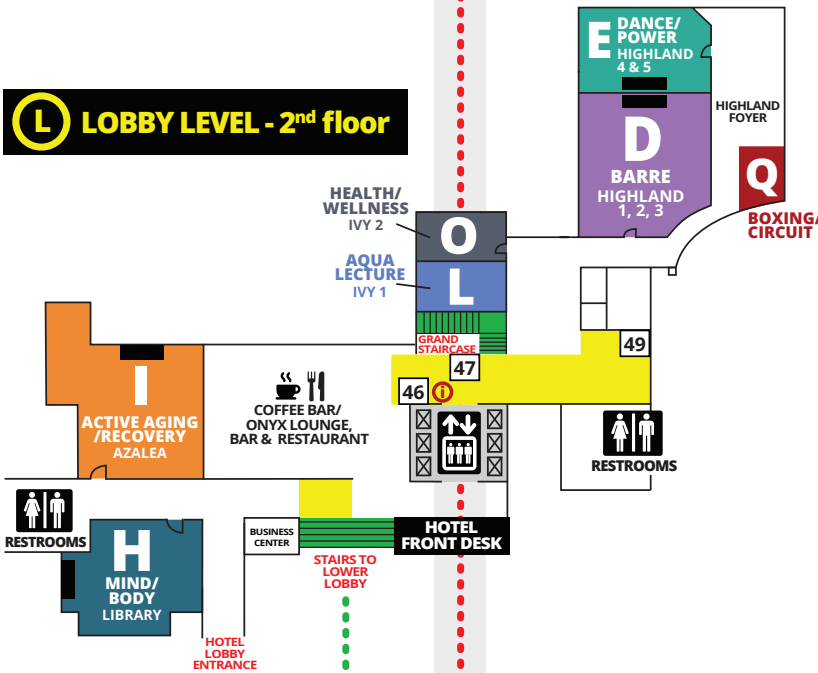 E
DANCE/
POWER
HIGHLAND
4 & 5
L LOBBY LEVEL - 2nd floor
HIGHLAND
FOYER
D
BARRE
HIGHLAND
1, 2, 3
Q
BOXING/
CIRCUIT
HEALTH/
WELLNESS
IVY 2
O
AQUA
LECTURE
IVY 1
L
GRAND
STAIRCASE
49
47
46 i
I
ACTIVE AGING
/RECOVERY
AZALEA
COFFEE BAR/
ONYX LOUNGE,
BAR & RESTAURANT
RESTROOMS
RESTROOMS
H
MIND/
BODY
LIBRARY
BUSINESS
CENTER
HOTEL
FRONT DESK
STAIRS TO
LOWER
LOBBY
HOTEL
LOBBY
ENTRANCE